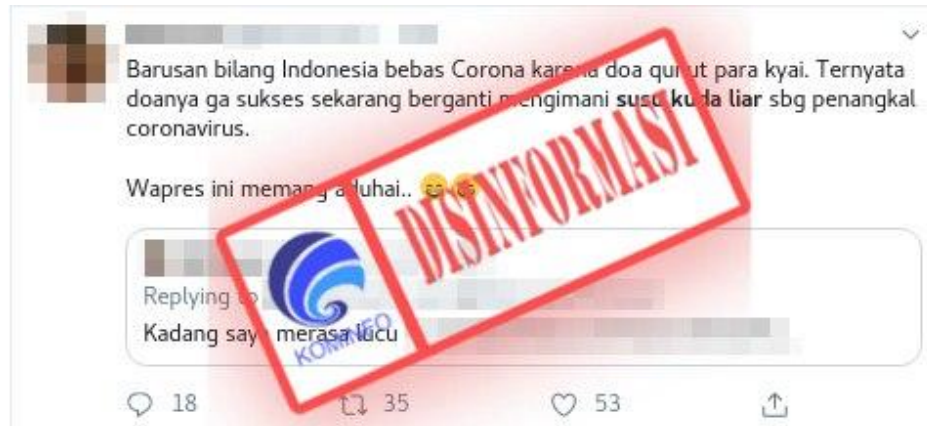 Barusan bilang Indonesia bebas Corona karena doa qunut para kyai. Ternyata
doanya ga sukses sekarang berganti mengimani susu kuda liar sbg penangkal
coronavirus.
Wapres ini memang aduhai..
DISINFORMASI
KOMINFO
Replying to
Kadang saya merasa lucu
18 35 53